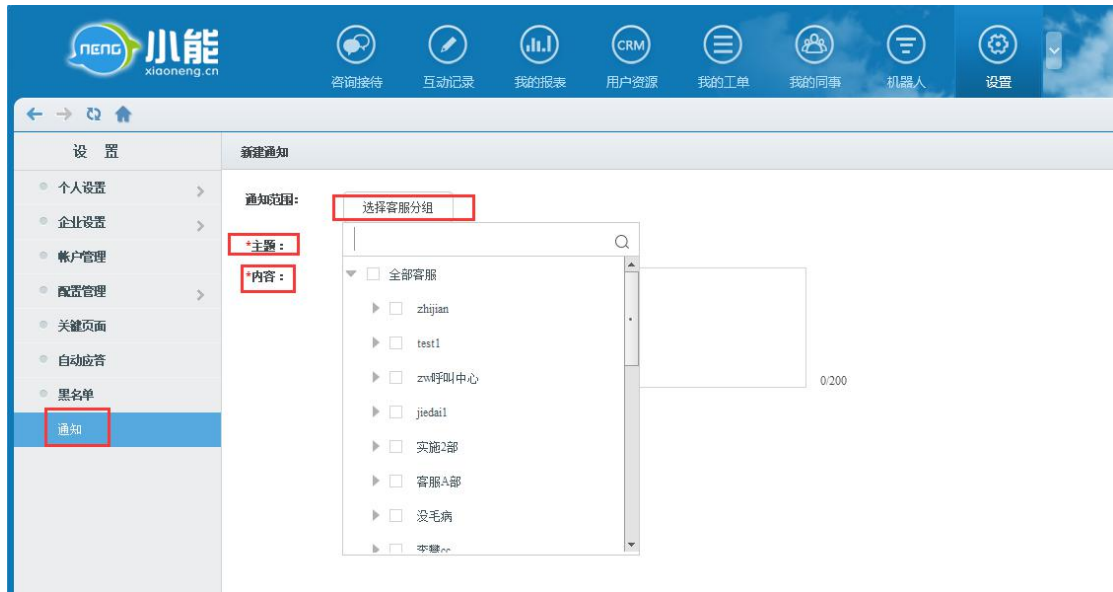 neng 小能
xiaoneng.cn
咨询接待 互动记录 我的报表 CRM 用户资源 我的工单 我的同事 机器人 设置
设 置
新建通知
个人设置
通知范围: 选择客服分组
企业设置
*主题:
帐户管理
*内容:
全部客服
配置管理
zhijian
关键页面
test1
自动应答
zw呼叫中心
0/200
黑名单
jiedai1
通知
实施2部
客服A部
没毛病